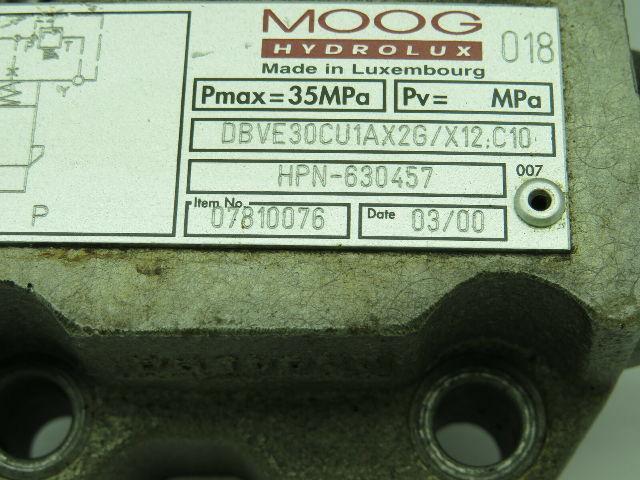 MOOG
HYDROLUX
018
Made in Luxembourg
Pmax=35MPa
Pv= MPa
DBVE30CU1AX2G/X12;C10
HPN-630457
007
Item No.
07810076
Date 03/00
P